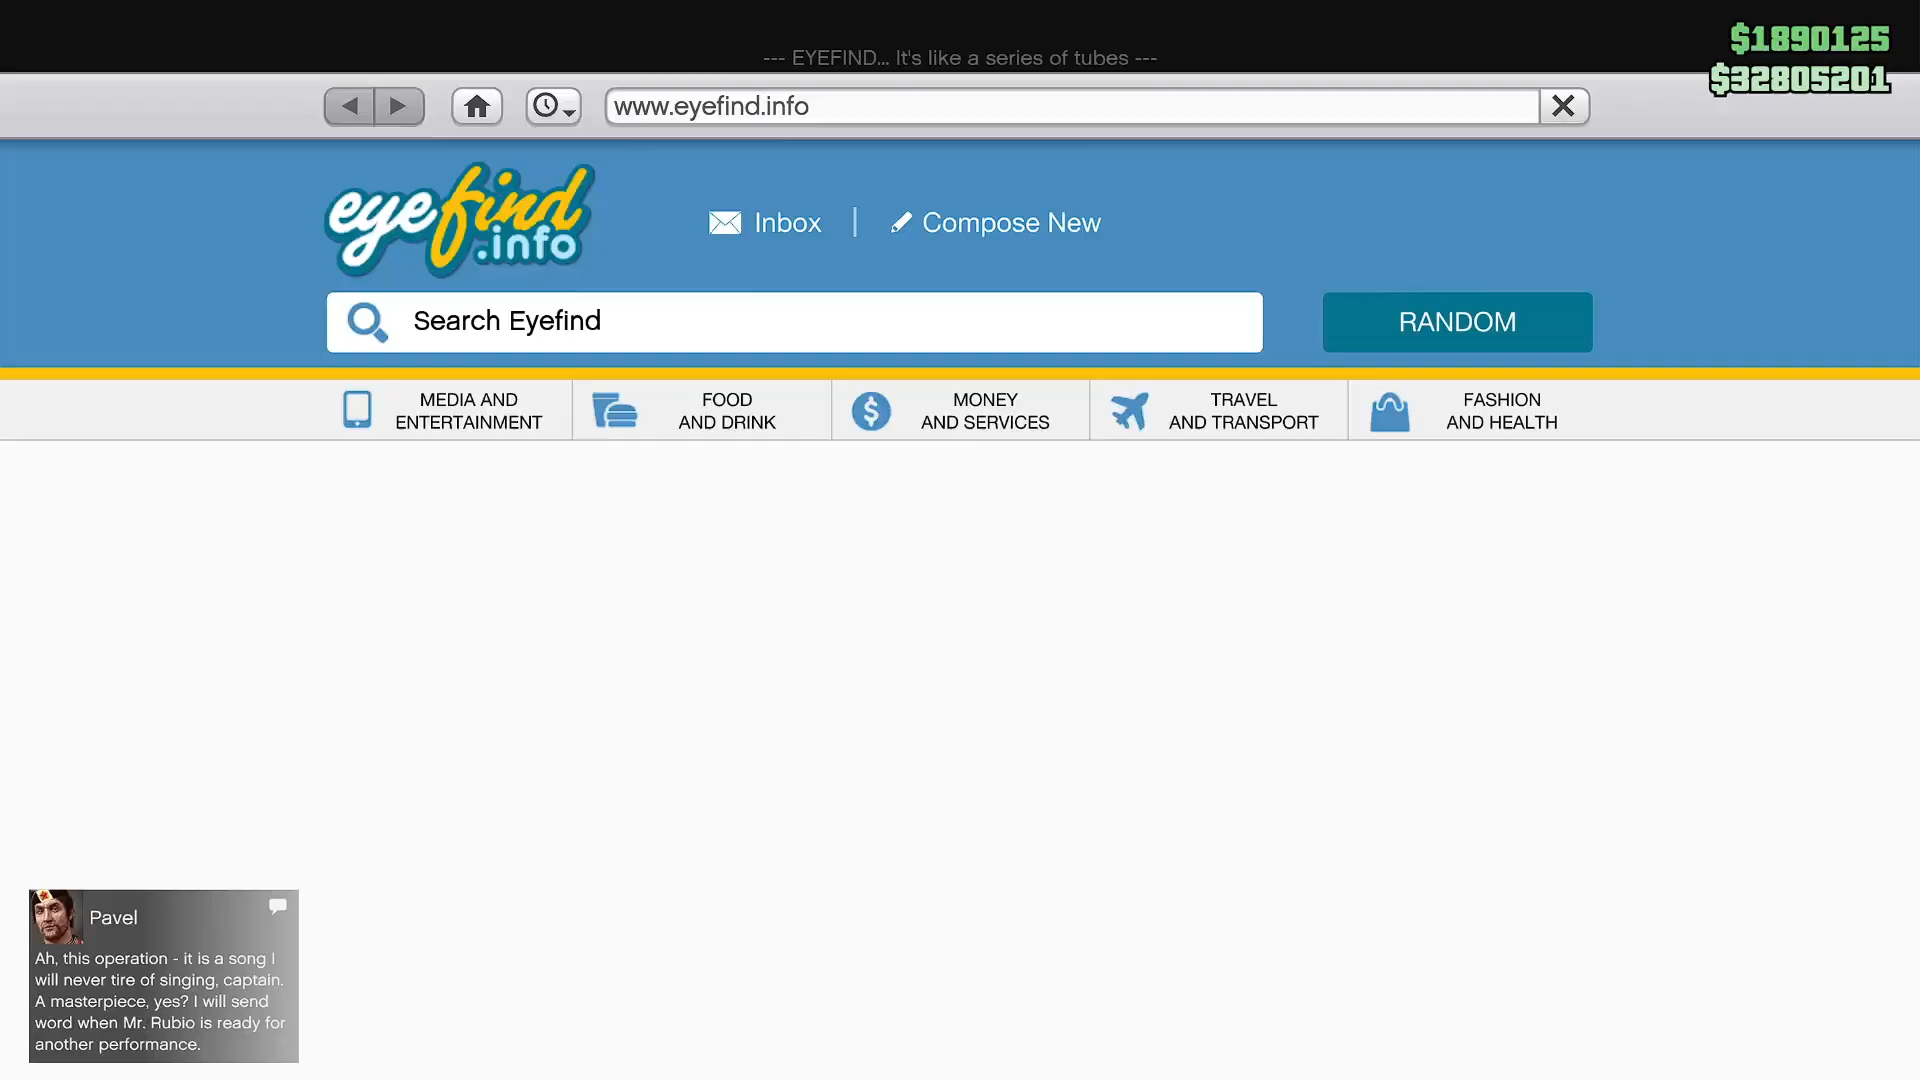 $1890125
--- EYEFIND... It's like a series of tubes ---
$32805201
www.eyefind.info
eyefind.info
Inbox | Compose New
Search Eyefind
RANDOM
MEDIA AND
ENTERTAINMENT
FOOD
AND DRINK
MONEY
AND SERVICES
TRAVEL
AND TRANSPORT
FASHION
AND HEALTH
Pavel
Ah, this operation - it is a song I
will never tire of singing, captain.
A masterpiece, yes? I will send
word when Mr. Rubio is ready for
another performance.